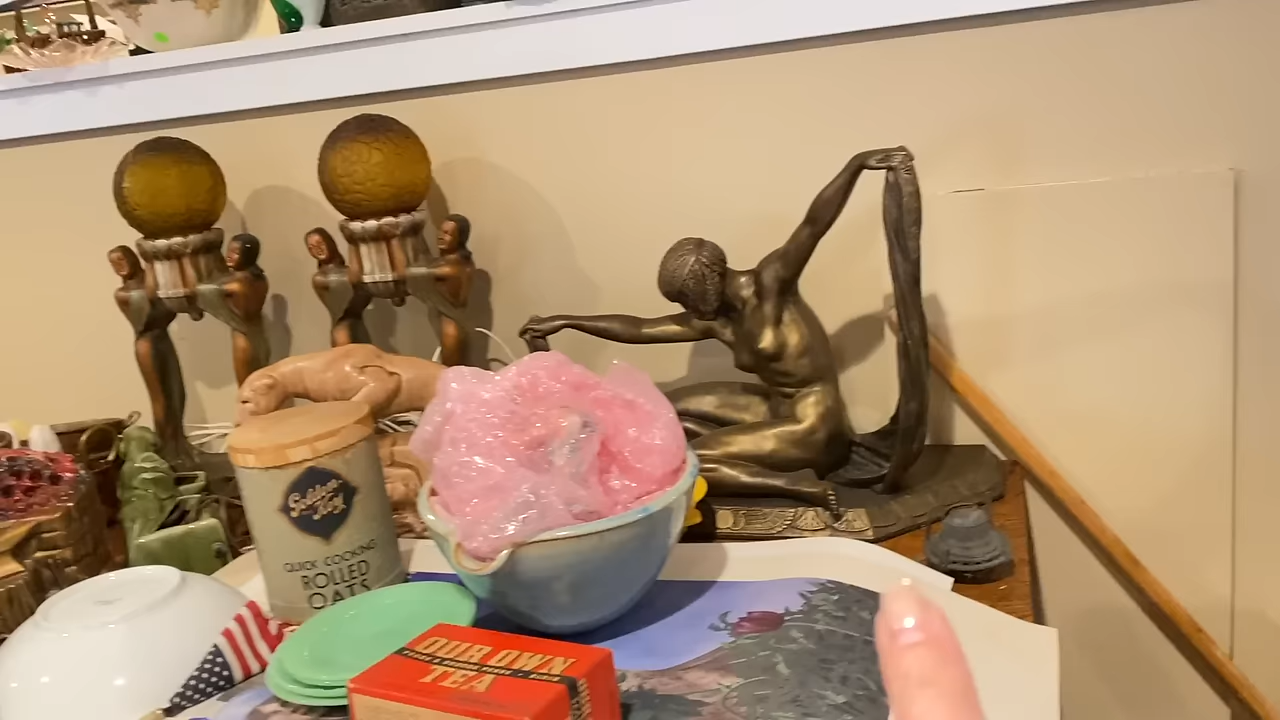 Golden
Key
QUICK COOKING
ROLLED
OATS
OUR OWN
TEA